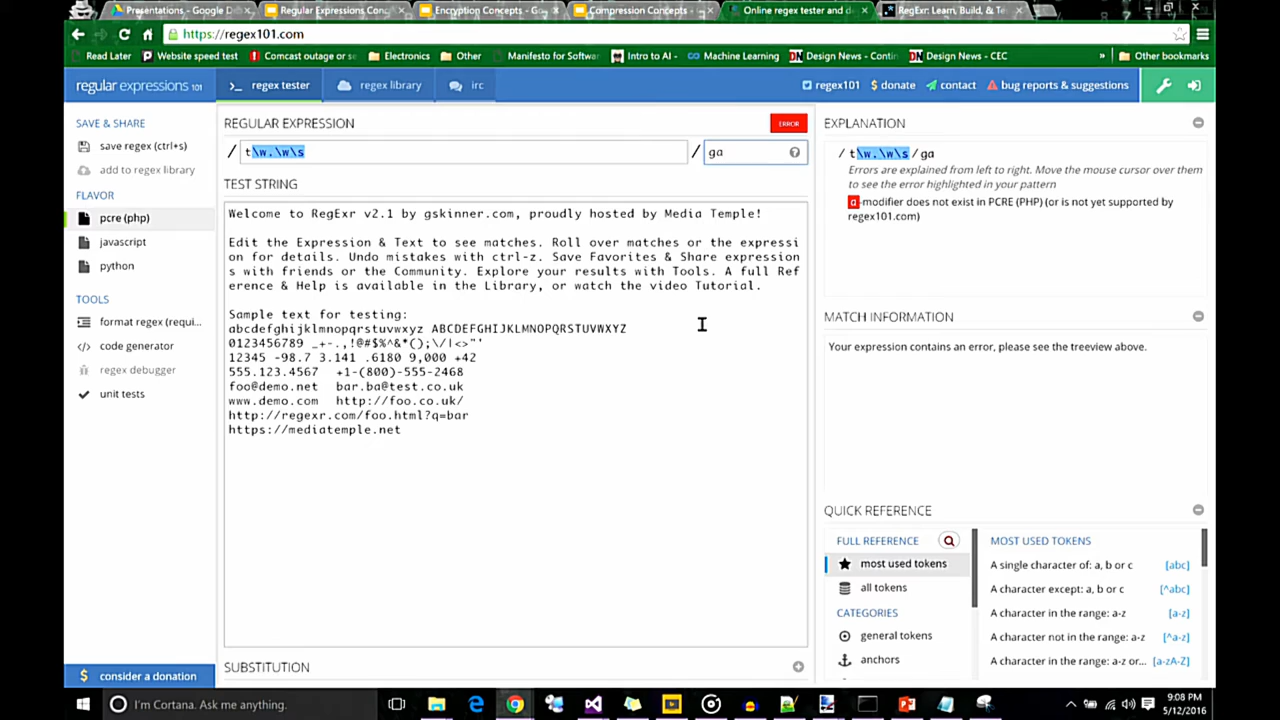 Presentations. - Google D
Regular Expressions Conc
Encryption Concepts - Go
Compression Concepts -
Online regex tester and d
RegExr: Learn, Build, & Te
https://regex101.com
Read Later
Website speed test
Comcast outage or s
Electronics
Other
Manifesto for Softwar
Intro to AI -
Machine Learning
Design News - Contin
Design News - CEC
»
Other bookmarks
regular expressions 101
regex tester
regex library
irc
regex101
$ donate
contact
bug reports & suggestions
SAVE & SHARE
save regex (ctrl+s)
add to regex library
FLAVOR
pcre (php)
javascript
python
TOOLS
format regex (requi...
code generator
regex debugger
unit tests
$ consider a donation
REGULAR EXPRESSION
ERROR
/ t\w.\w\s / ga
TEST STRING
Welcome to RegExr v2.1 by gskinner.com, proudly hosted by Media Temple!
Edit the Expression & Text to see matches. Roll over matches or the expressi
on for details. Undo mistakes with ctrl-z. Save Favorites & Share expression
s with friends or the Community. Explore your results with Tools. A full Ref
erence & Help is available in the Library, or watch the video Tutorial.
Sample text for testing:
abcdefghijklmnopqrstuvwxyz ABCDEFGHIJKLMNOPQRSTUVWXYZ
0123456789 _+-.,!@#$%^&*();\/|<>"'
12345 -98.7 3.141 .6180 9,000 +42
555.123.4567 +1-(800)-555-2468
foo@demo.net bar.ba@test.co.uk
www.demo.com http://foo.co.uk/
http://regexr.com/foo.html?q=bar
https://mediatemple.net
SUBSTITUTION
EXPLANATION
/ t\w.\w\s / ga
Errors are explained from left to right. Move the mouse cursor over them
to see the error highlighted in your pattern
a -modifier does not exist in PCRE (PHP) (or is not yet supported by
regex101.com)
MATCH INFORMATION
Your expression contains an error, please see the treeview above.
QUICK REFERENCE
FULL REFERENCE
most used tokens
all tokens
CATEGORIES
general tokens
anchors
MOST USED TOKENS
A single character of: a, b or c [abc]
A character except: a, b or c [^abc]
A character in the range: a-z [a-z]
A character not in the range: a-z [^a-z]
A character in the range: a-z or... [a-zA-Z]
I'm Cortana. Ask me anything.
9:08 PM
5/12/2016